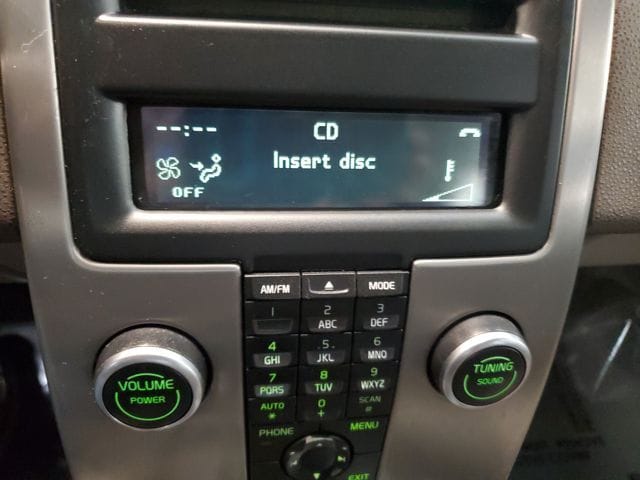 --:-- CD
Insert disc
OFF
AM/FM MODE
1 2 3
ABC DEF
4 5 6
GHI JKL MNO
7 8 9
PQRS TUV WXYZ
AUTO 0 SCAN
* + #
PHONE MENU
EXIT
VOLUME
POWER
TUNING
SOUND